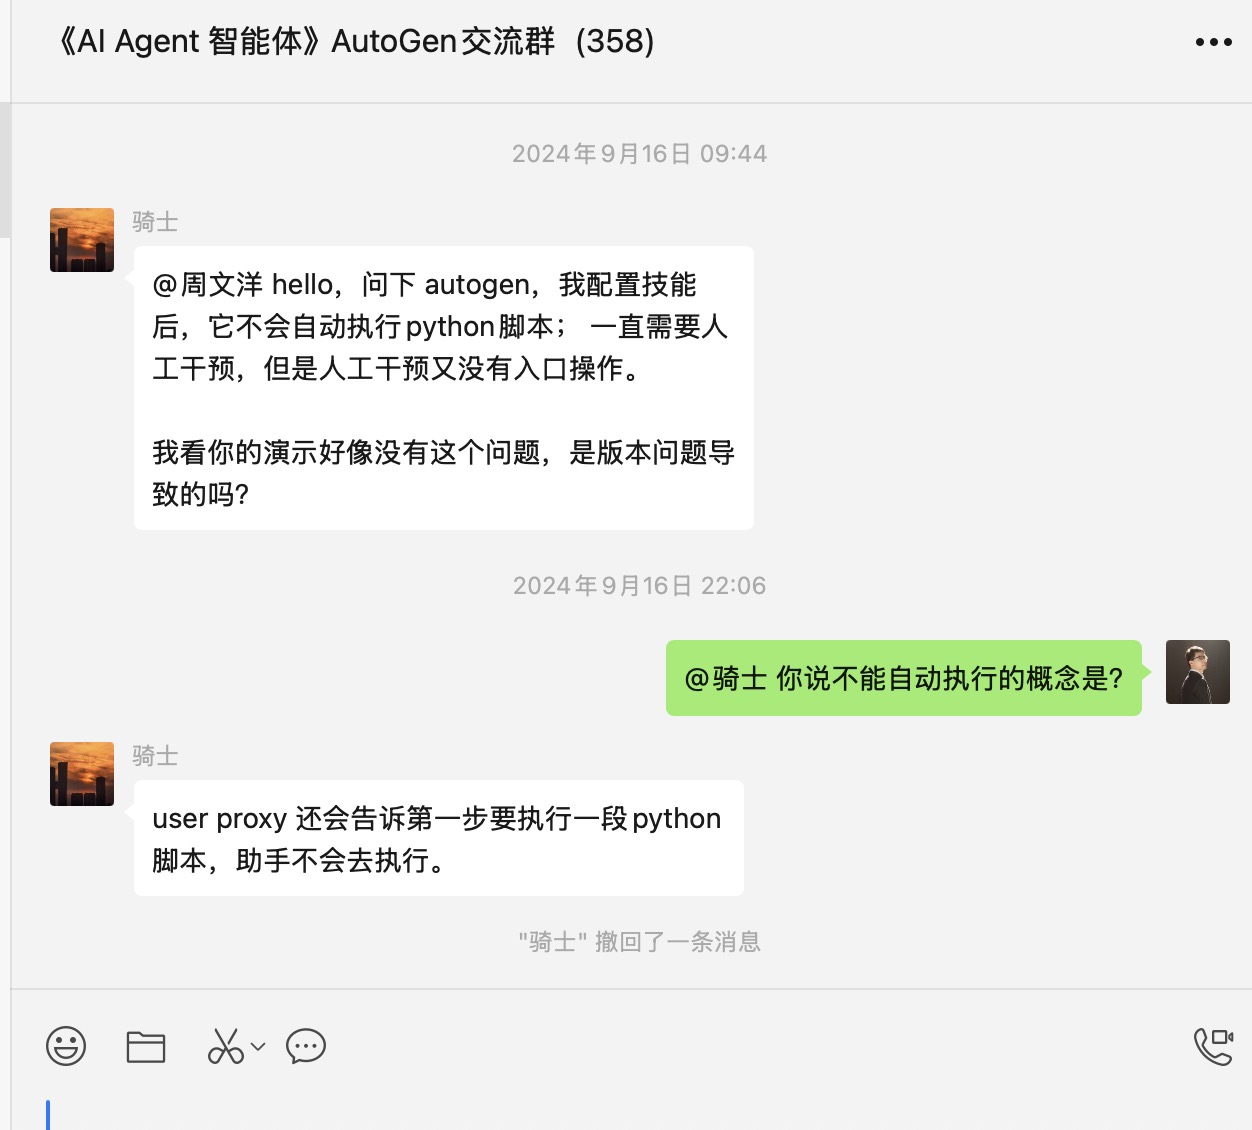 《AI Agent 智能体》AutoGen交流群 (358)
2024年9月16日 09:44
骑士
@周文洋 hello，问下 autogen，我配置技能
后，它不会自动执行python脚本； 一直需要人
工干预，但是人工干预又没有入口操作。
我看你的演示好像没有这个问题，是版本问题导
致的吗?
2024年9月16日 22:06
@骑士 你说不能自动执行的概念是?
骑士
user proxy 还会告诉第一步要执行一段python
脚本，助手不会去执行。
"骑士" 撤回了一条消息